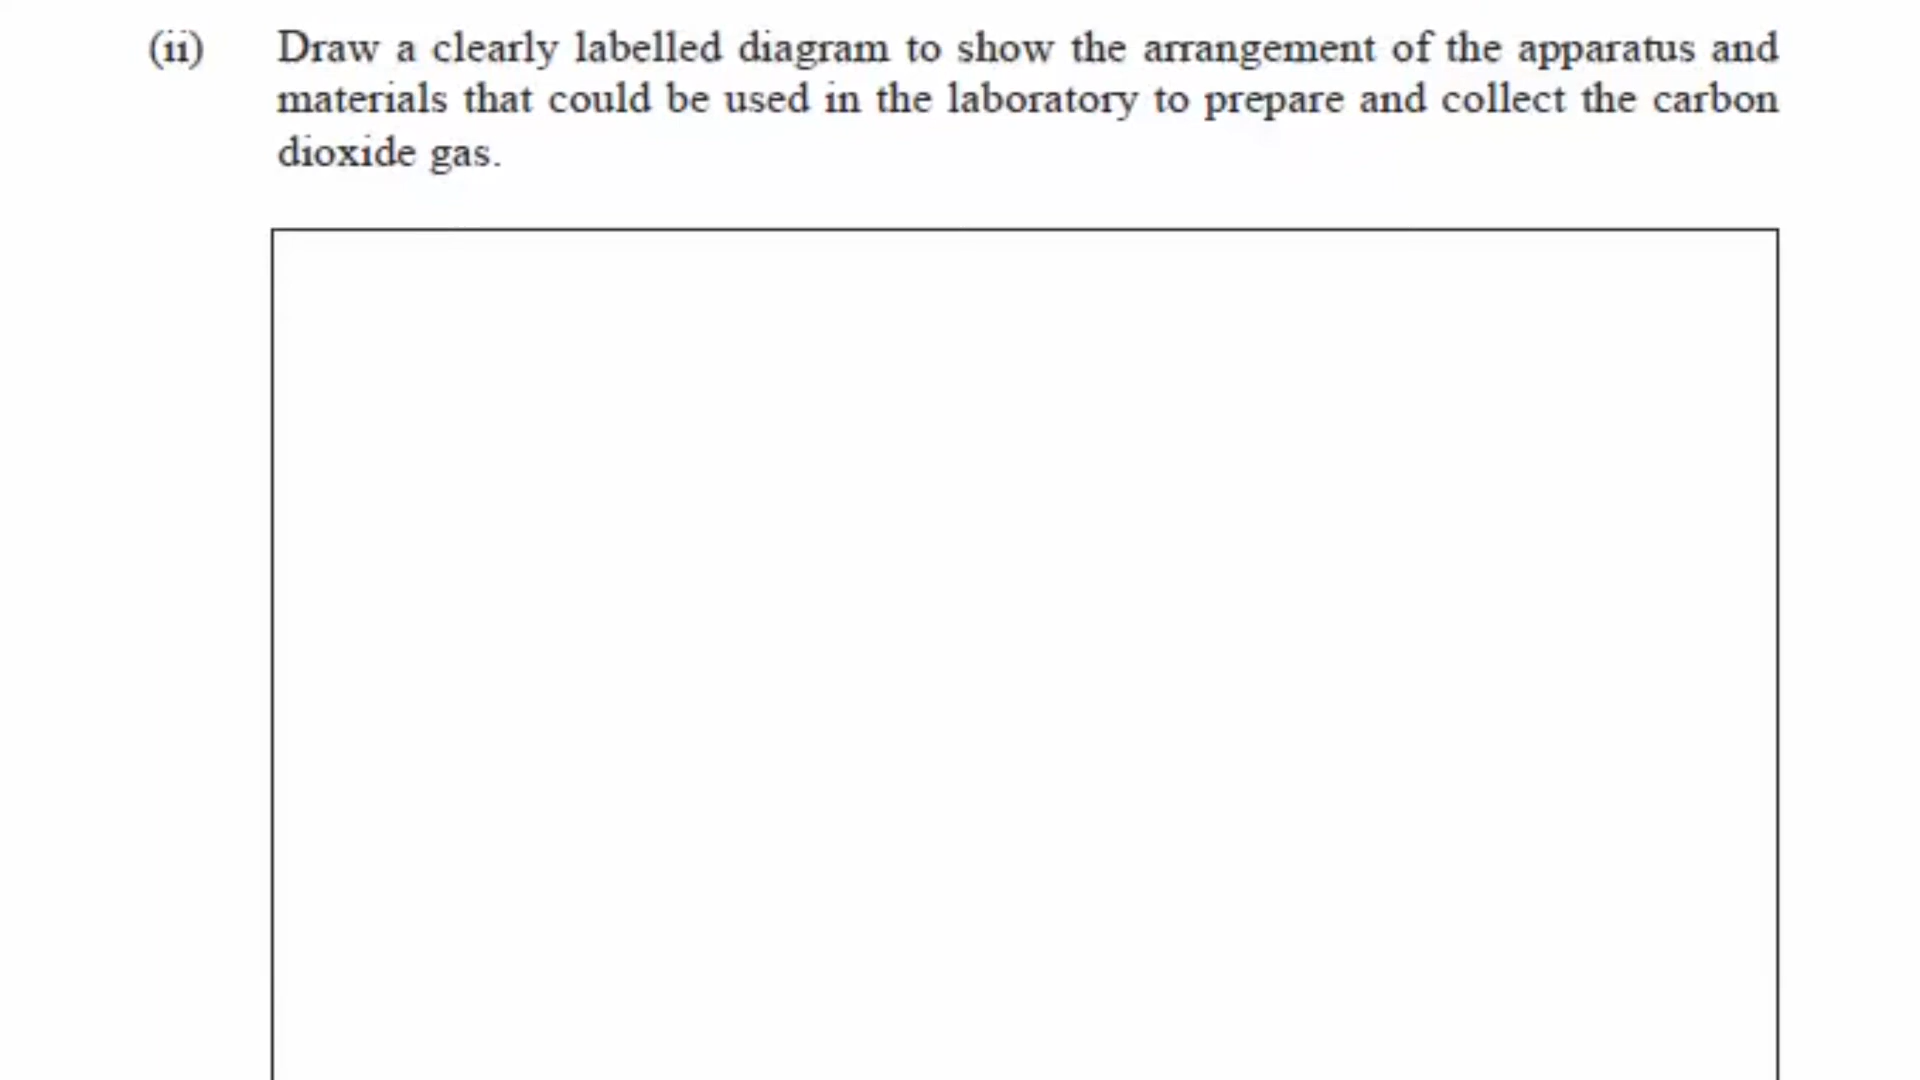 (ii) Draw a clearly labelled diagram to show the arrangement of the apparatus and
materials that could be used in the laboratory to prepare and collect the carbon
dioxide gas.